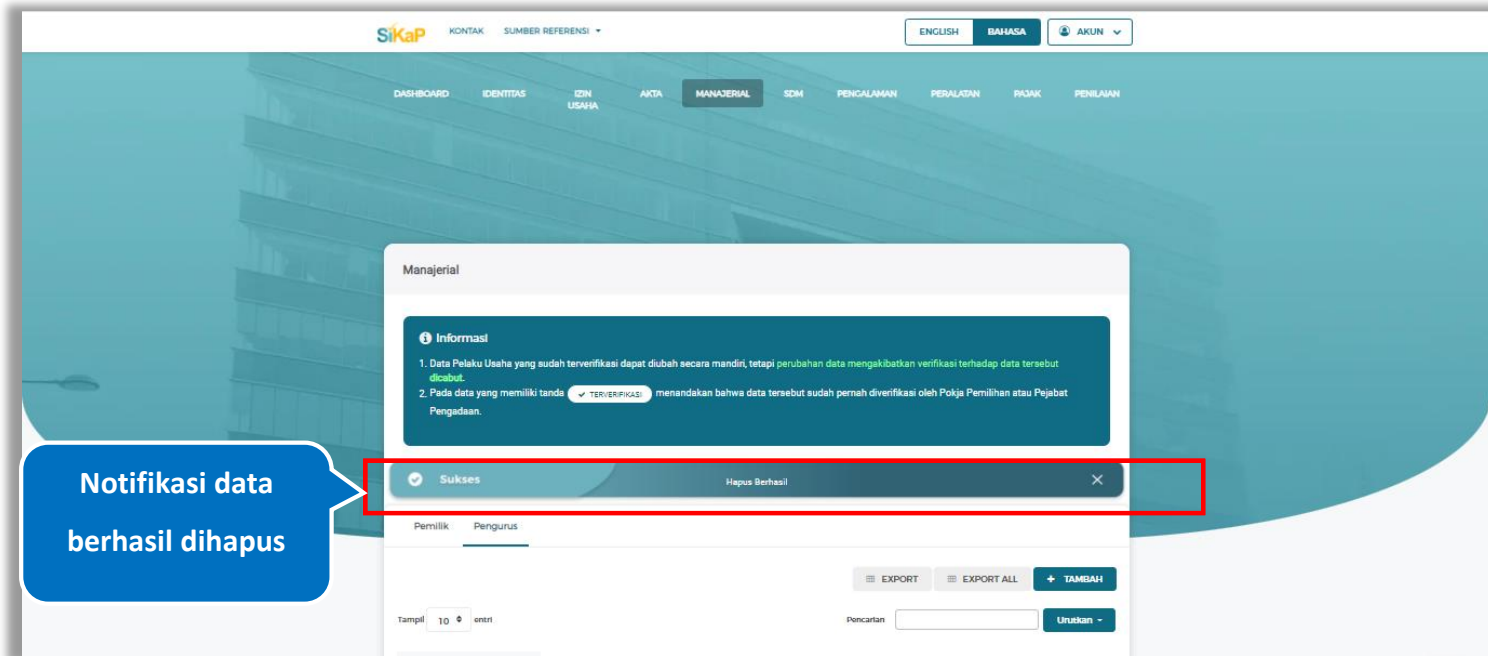 SiKaP KONTAK SUMBER REFERENSI ENGLISH BAHASA AKUN
DASHBOARD IDENTITAS IZIN USAHA AKTA MANAJERIAL SDM PENGALAMAN PERALATAN PAJAK PENILAIAN
Manajerial
Informasi
1. Data Pelaku Usaha yang sudah terverifikasi dapat diubah secara mandiri, tetapi perubahan data mengakibatkan verifikasi terhadap data tersebut
dicabut.
2. Pada data yang memiliki tanda TERVERIFIKASI menandakan bahwa data tersebut sudah pernah diverifikasi oleh Pokja Pemilihan atau Pejabat
Pengadaan.
Notifikasi data
berhasil dihapus
Sukses Hapus Berhasil
Pemilik Pengurus
EXPORT EXPORT ALL + TAMBAH
Tampil 10 entri Pencarian Urutkan